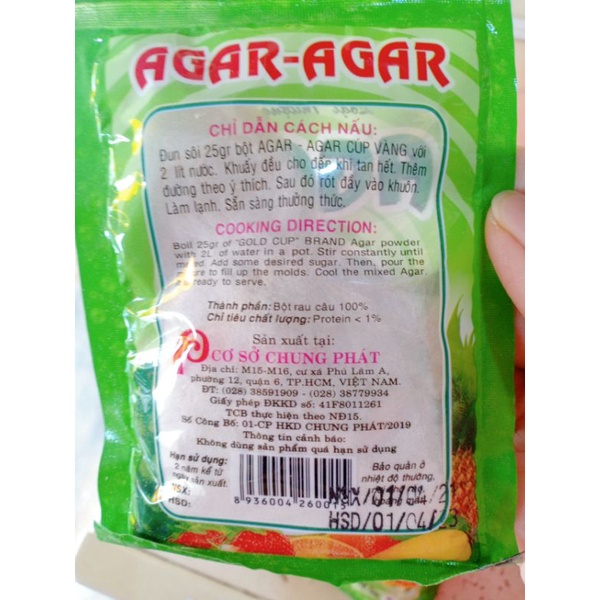 AGAR-AGAR
CHỈ DẪN CÁCH NẤU:
Đun sôi 25gr bột AGAR - AGAR CÚP VÀNG với
2 lít nước. Khuấy đều cho đến khi tan hết. Thêm
đường theo ý thích. Sau đó rót đầy vào khuôn.
Làm lạnh. Sẵn sàng thưởng thức.
COOKING DIRECTION:
Boil 25gr of "GOLD CUP" BRAND Agar powder
with 2L of water in a pot. Stir constantly until
Add some desired sugar. Then, pour the
to fill up the molds. Cool the mixed Agar.
ready to serve.
Thành phần: Bột rau câu 100%
Chỉ tiêu chất lượng: Protein < 1%
Sản xuất tại:
CƠ SỞ CHUNG PHÁT
Địa chỉ: M15-M16, cư xá Phú Lâm A,
phường 12, quận 6, TP.HCM, VIỆT NAM.
ĐT: (028) 38591909 - (028) 38779934
Giấy phép ĐKKD số: 41F8011261
TCB thực hiện theo NĐ15.
Số Công Bố: 01-CP HKD CHUNG PHÁT/2019
Thông tin cảnh báo:
Không dùng sản phẩm quá hạn sử dụng
Hạn sử dụng:
2 năm kể từ
ngày sản xuất.
NSX:
HSD:
Bảo quản ở
nhiệt độ thường,
NSX/01/04/21
HSD/01/04/23